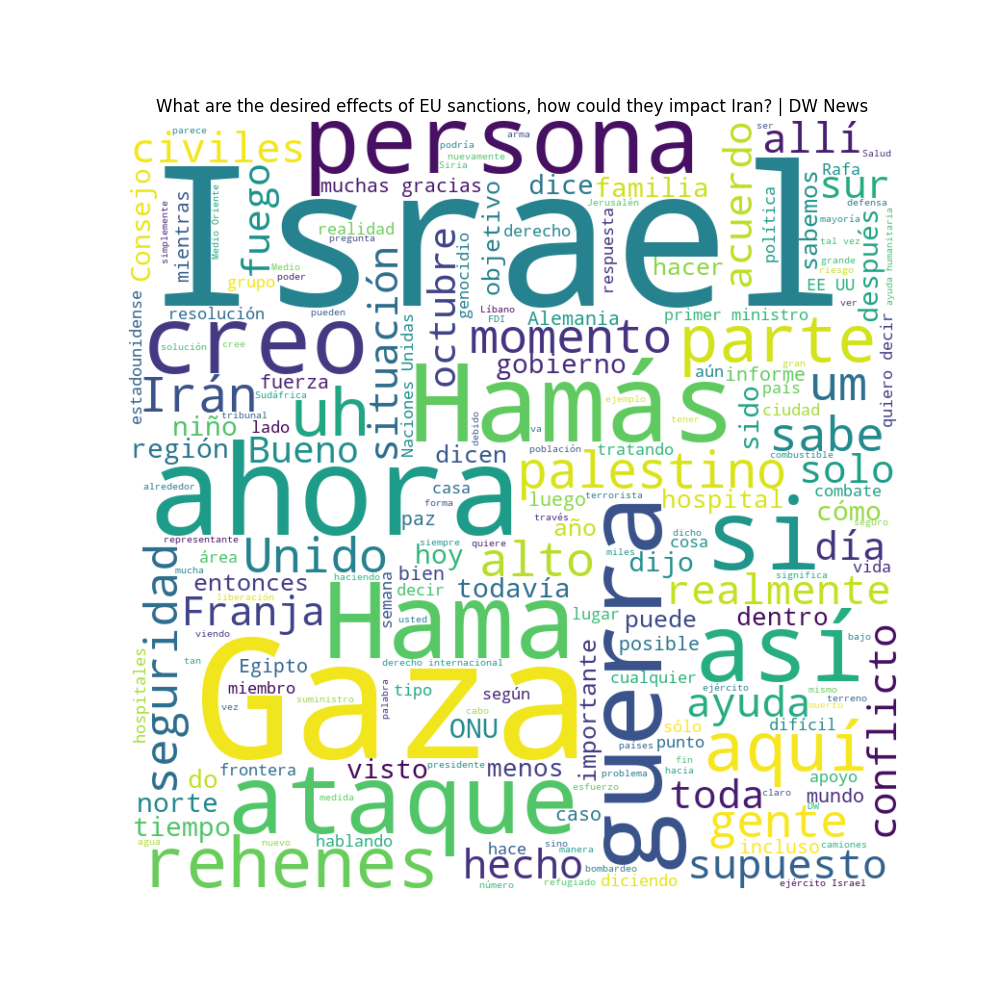 What are the desired effects of EU sanctions, how could they impact Iran? | DW News
parece
persona
arma
podría
nuevamente
Siria
ser
allí
Salud
civiles
Consejo
simplemente
mientras
Medio Oriente
fuego
muchas gracias
dice
familia
Jerusalén
acuerdo
política
sabemos
Rafa
sur
defensa
mayoría
tal vez
grande
riesgo
EE UU
después
ayuda humanitaria
ver
Israel
realidad
pregunta
grupo
Medio
poder
objetivo
genocidio
derecho
respuesta
hacer
resolución
pueden
situación
octubre
Líbano
FDI
Alemania
primer ministro
quiero decir
estadounidense
creo
solución
cree
Naciones Unidas
momento
gobierno
parte
gran
Irán
fuerza
Sudáfrica
tribunal
lado
niño
uh
Hamás
ejemplo
tener
aún
informe
país
ciudad
um
sido
sabe
región
Bueno
dicen
debido
va
población
tratando
combustible
solo
alrededor
ahora
casa
forma
paz
palestino
luego
terrorista
hospital
combate
cómo
seguro
través
año
representante
mucha
área
Unido
siempre
hoy
quiere
alto
miles
dijo
cosa
dicho
si
día
vida
significa
entonces
liberación
haciendo
semana
bien
decir
usted
todavía
guerra
realmente
seguridad
Franja
viendo
Hama
lugar
puede
posible
dentro
así
bajo
conflicto
tan
Egipto
derecho internacional
cualquier
ejército
mismo
terreno
muerto
hospitales
miembro
vez
suministro
Gaza
palabra
tipo
cabo
según
ONU
importante
ayuda
sólo
punto
difícil
aquí
países
problema
fin
hacia
do
frontera
visto
presidente
menos
esfuerzo
toda
claro
apoyo
mundo
DW
norte
tiempo
agua
medida
ataque
nuevo
hablando
caso
gente
incluso
camiones
rehenes
hecho
hace
sino
manera
bombardeo
número
refugiado
diciendo
supuesto
ejército Israel